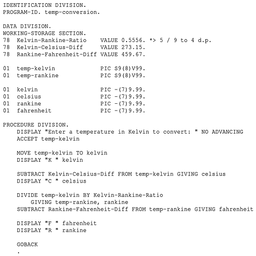 IDENTIFICATION DIVISION.
PROGRAM-ID. temp-conversion.
DATA DIVISION.
WORKING-STORAGE SECTION.
78 Kelvin-Rankine-Ratio VALUE 0.5556. *> 5 / 9 to 4 d.p.
78 Kelvin-Celsius-Diff VALUE 273.15.
78 Rankine-Fahrenheit-Diff VALUE 459.67.
01 temp-kelvin PIC S9(8)V99.
01 temp-rankine PIC S9(8)V99.
01 kelvin PIC -(7)9.99.
01 celsius PIC -(7)9.99.
01 rankine PIC -(7)9.99.
01 fahrenheit PIC -(7)9.99.
PROCEDURE DIVISION.
DISPLAY "Enter a temperature in Kelvin to convert: " NO ADVANCING
ACCEPT temp-kelvin
MOVE temp-kelvin TO kelvin
DISPLAY "K " kelvin
SUBTRACT Kelvin-Celsius-Diff FROM temp-kelvin GIVING celsius
DISPLAY "C " celsius
DIVIDE temp-kelvin BY Kelvin-Rankine-Ratio
GIVING temp-rankine, rankine
SUBTRACT Rankine-Fahrenheit-Diff FROM temp-rankine GIVING fahrenheit
DISPLAY "F " fahrenheit
DISPLAY "R " rankine
GOBACK
.